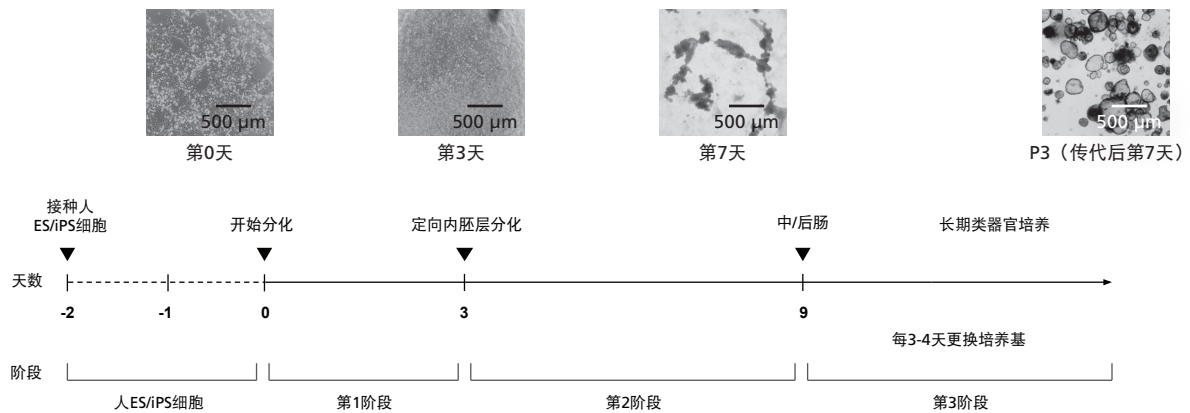 500 μm
500 μm
500 μm
500 μm
第0天
第3天
第7天
P3（传代后第7天）
接种人
ES/iPS细胞
开始分化
定向内胚层分化
中/后肠
长期类器官培养
天数
-2
-1
0
3
9
每3-4天更换培养基
阶段
人ES/iPS细胞
第1阶段
第2阶段
第3阶段